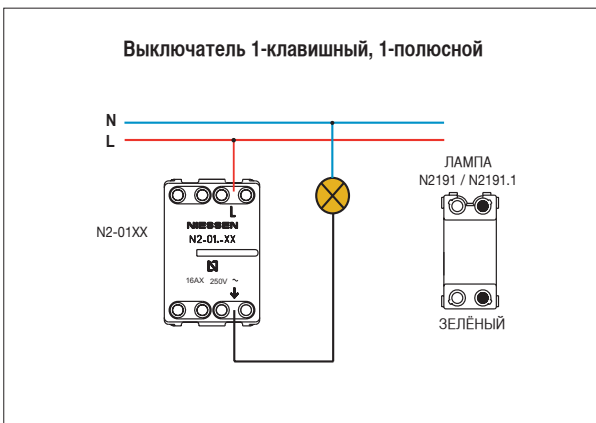 Выключатель 1-клавишный, 1-полюсной
N
L
ЛАМПА
N2191 / N2191.1
L
NIESSEN
N2-01XX
N2-01.-XX
16AX 250V ~
ЗЕЛЁНЫЙ